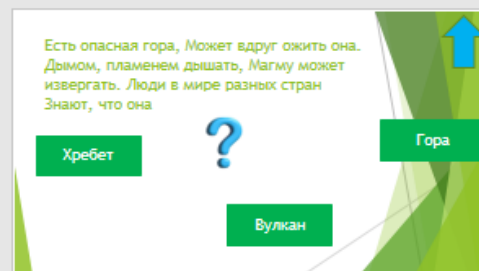 Есть опасная гора, Может вдруг ожить она.
Дымом, пламенем дышать, Магму может
извергать. Люди в мире разных стран
Знают, что она
?
Хребет
Гора
Вулкан